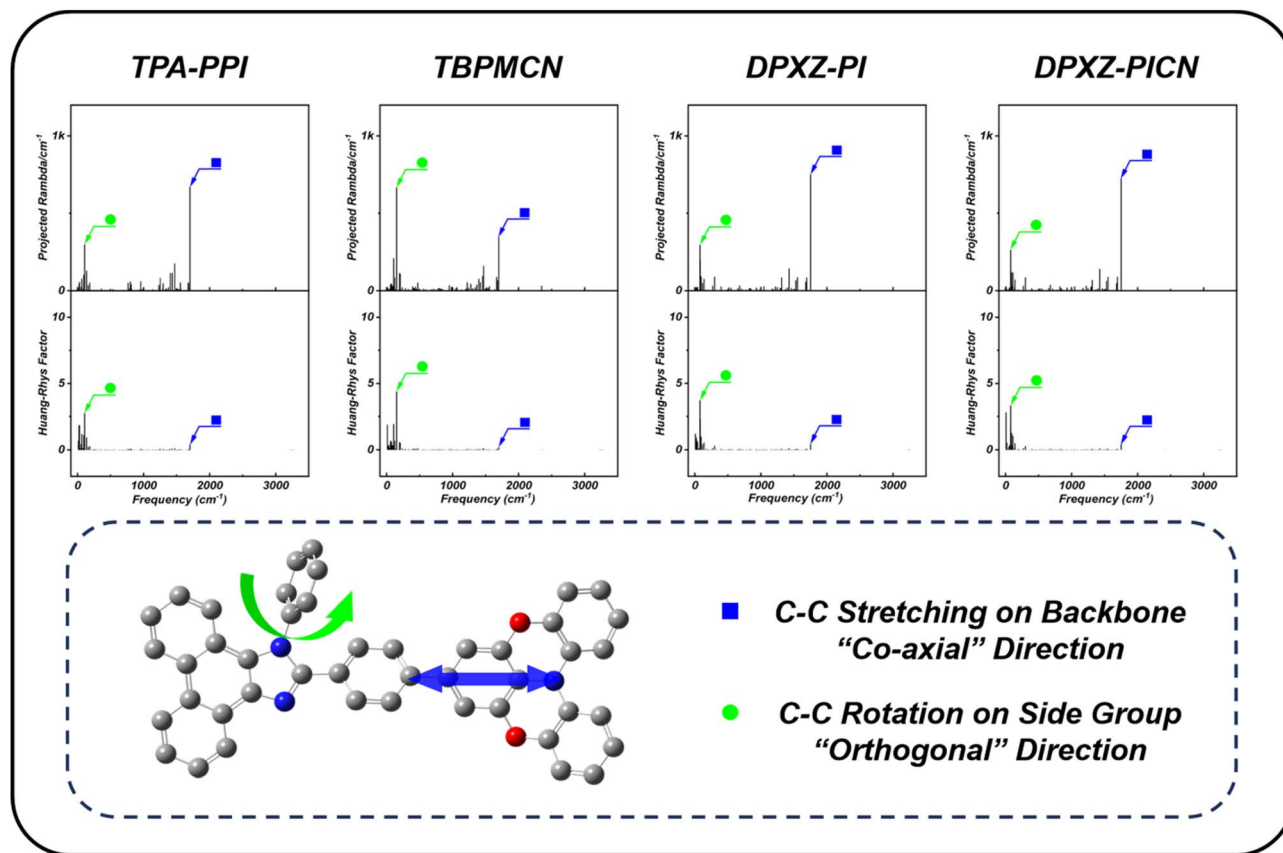 TPA-PPI
TBPMCN
DPXZ-PI
DPXZ-PICN
Projected Rambda/cm-1
1k
0
Projected Rambda/cm-1
1k
0
Projected Rambda/cm-1
1k
0
Projected Rambda/cm-1
1k
0
Huang-Rhys Factor
10
5
0
0 1000 2000 3000
Frequency (cm-1)
Huang-Rhys Factor
10
5
0
0 1000 2000 3000
Frequency (cm-1)
Huang-Rhys Factor
10
5
0
0 1000 2000 3000
Frequency (cm-1)
Huang-Rhys Factor
10
5
0
0 1000 2000 3000
Frequency (cm-1)
C-C Stretching on Backbone
“Co-axial” Direction
C-C Rotation on Side Group
“Orthogonal” Direction